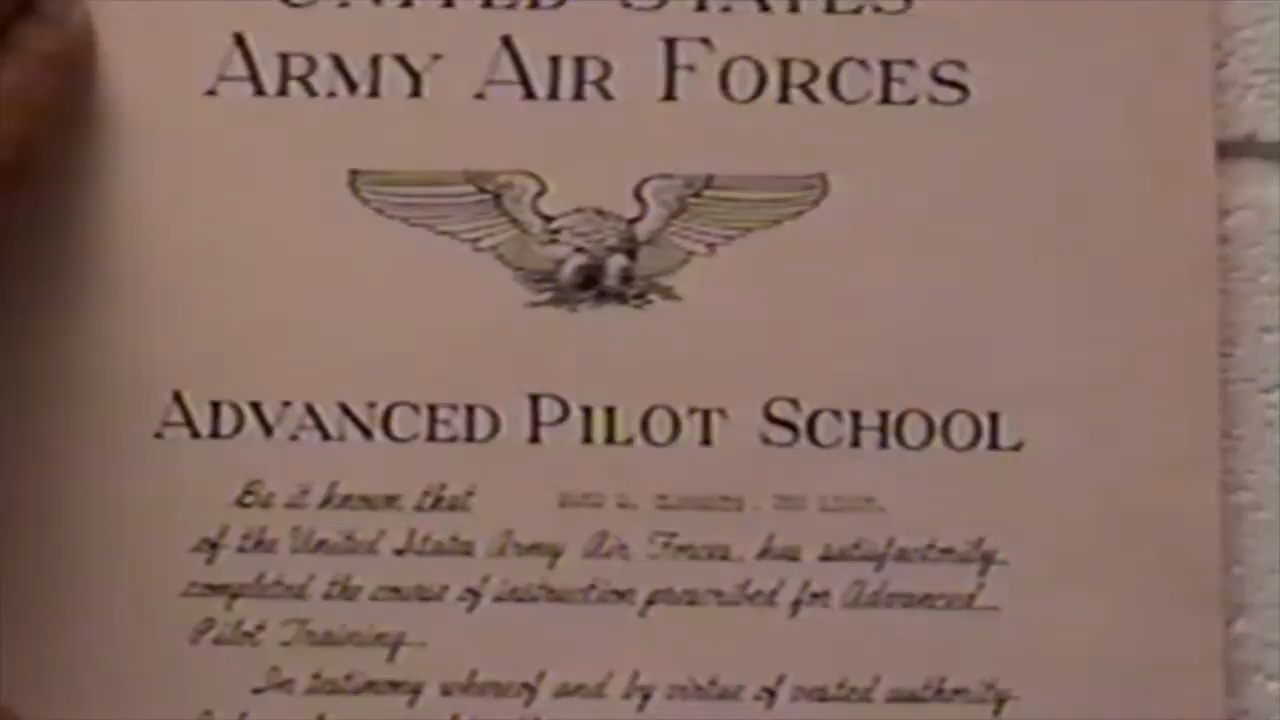 UNITED STATES
ARMY AIR FORCES
ADVANCED PILOT SCHOOL
Be it known that
of the United States Army Air Forces, has satisfactorily
completed the course of instruction prescribed for Advanced
Pilot Training.
In testimony whereof and by virtue of vested authority